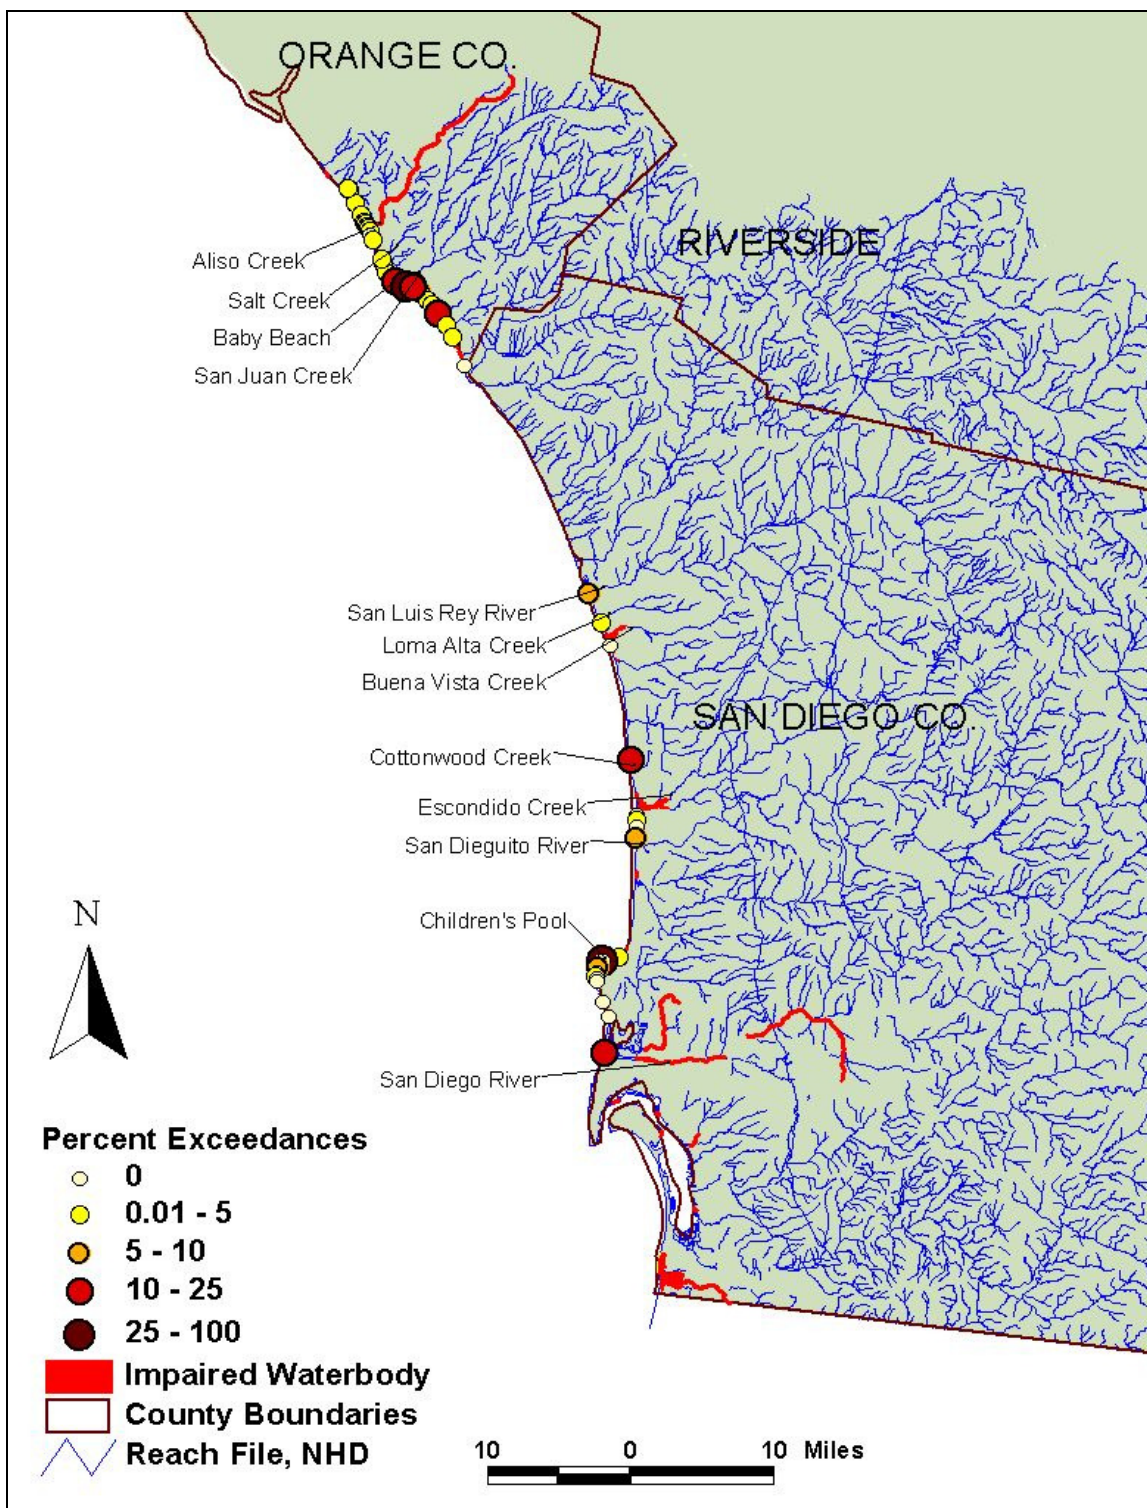 ORANGE CO.
RIVERSIDE
Aliso Creek
Salt Creek
Baby Beach
San Juan Creek
San Luis Rey River
Loma Alta Creek
Buena Vista Creek
SAN DIEGO CO.
Cottonwood Creek
Escondido Creek
San Dieguito River
Children's Pool
N
San Diego River
Percent Exceedances
0
0.01 - 5
5 - 10
10 - 25
25 - 100
Impaired Waterbody
County Boundaries
Reach File, NHD
10 0 10 Miles